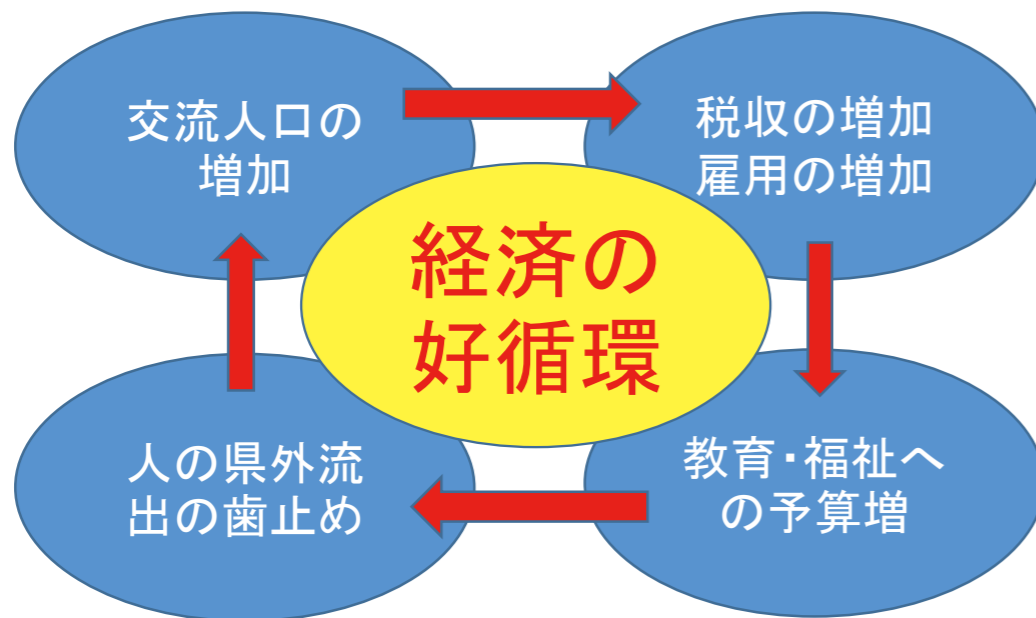 交流人口の
増加
税収の増加
雇用の増加
経済の
好循環
人の県外流
出の歯止め
教育・福祉へ
の予算増